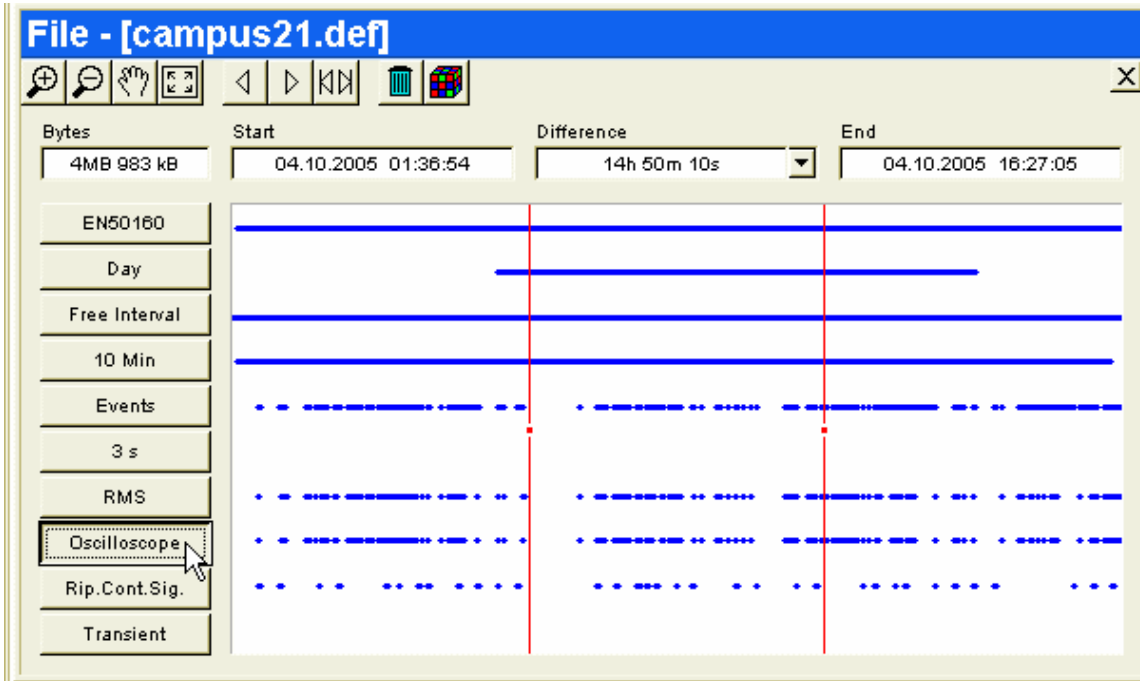 File - [campus21.def]
X
Bytes Start Difference End
4MB 983 kB 04.10.2005 01:36:54 14h 50m 10s 04.10.2005 16:27:05
EN50160
Day
Free Interval
10 Min
Events
3 s
RMS
Oscilloscope
Rip.Cont.Sig.
Transient